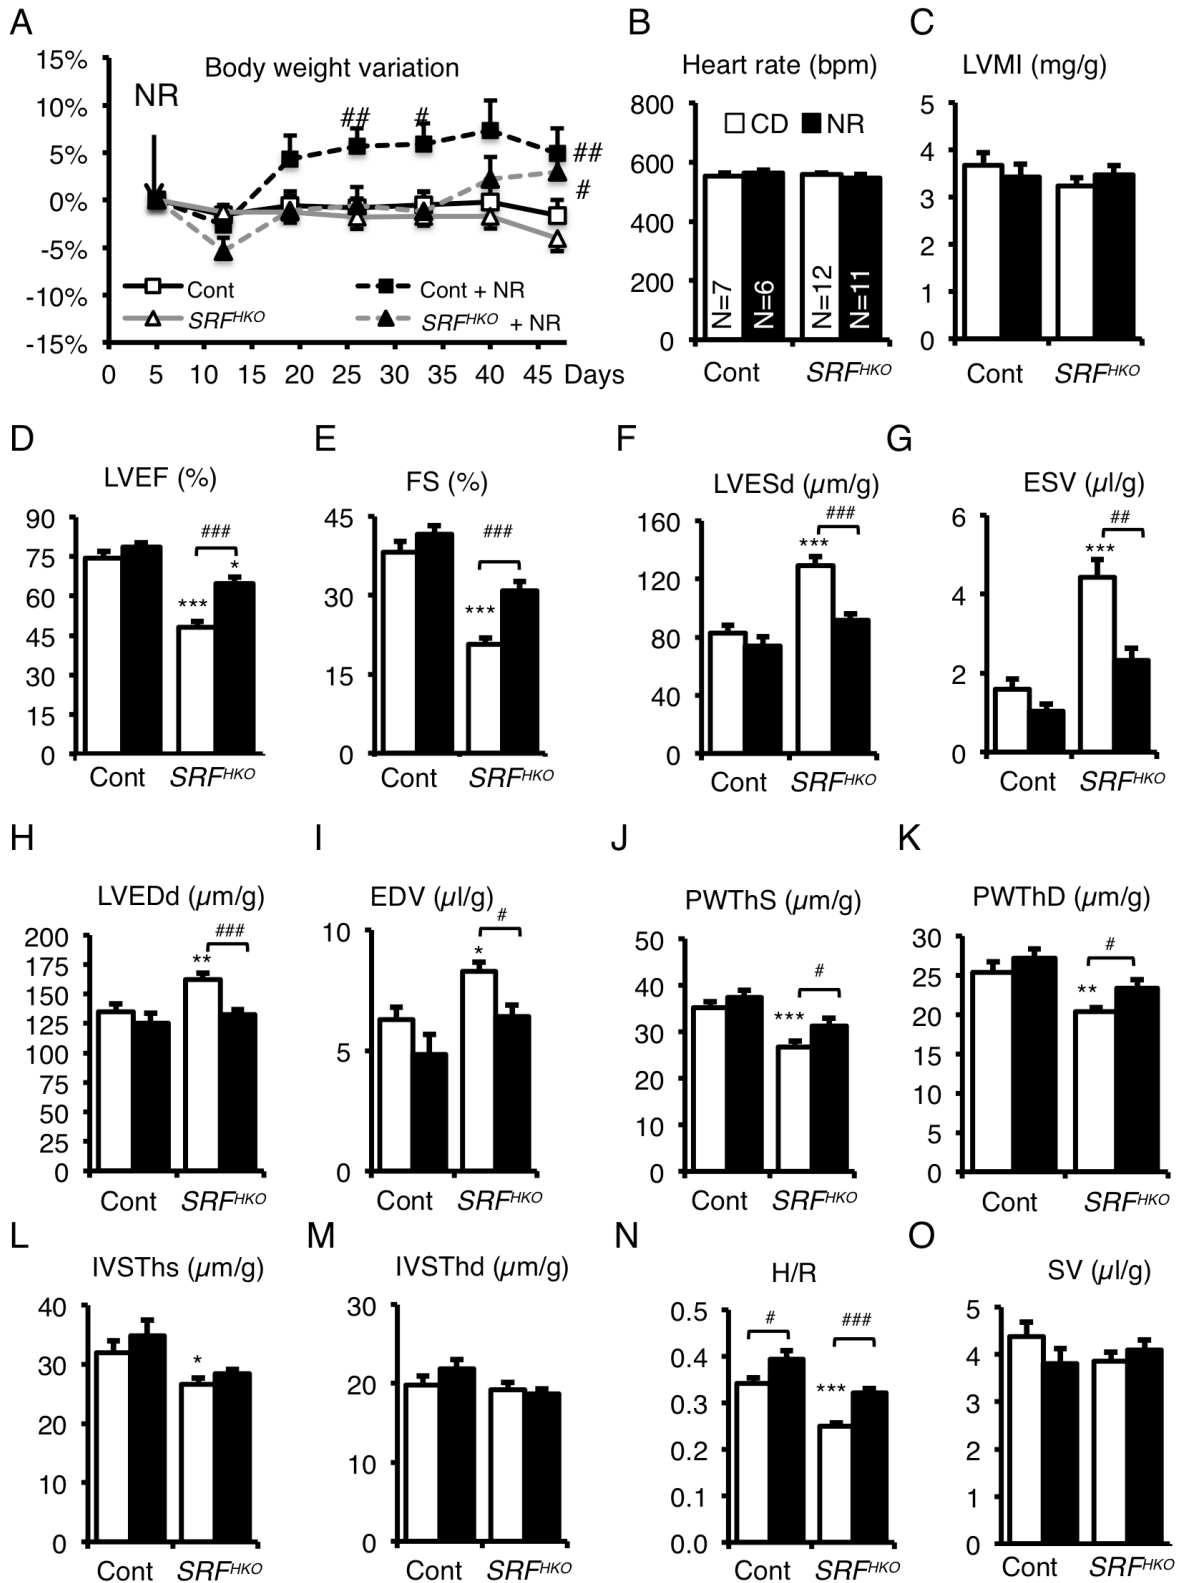 A
Body weight variation
15%
10%
5%
0%
-5%
-10%
-15%
NR
##
#
##
#
Cont
Cont + NR
SRFHKO
SRFHKO + NR
0 5 10 15 20 25 30 35 40 45 Days
B
Heart rate (bpm)
CD NR
800
600
400
200
0
N=7
N=6
N=12
N=11
Cont SRFHKO
C
LVMI (mg/g)
5
4
3
2
1
0
Cont SRFHKO
D
LVEF (%)
90
75
60
45
30
15
0
###
*
***
Cont SRFHKO
E
FS (%)
45
30
15
0
###
***
Cont SRFHKO
F
LVESd (µm/g)
160
120
80
40
0
###
***
Cont SRFHKO
G
ESV (µl/g)
6
4
2
0
##
***
Cont SRFHKO
H
LVEDd (µm/g)
200
175
150
125
100
75
50
25
0
###
**
Cont SRFHKO
I
EDV (µl/g)
10
5
0
#
*
Cont SRFHKO
J
PWThS (µm/g)
50
40
30
20
10
0
#
***
Cont SRFHKO
K
PWThD (µm/g)
30
25
20
15
10
5
0
#
**
Cont SRFHKO
L
IVSThs (µm/g)
40
30
20
10
0
*
Cont SRFHKO
M
IVSThd (µm/g)
30
20
10
0
Cont SRFHKO
N
H/R
0.5
0.4
0.3
0.2
0.1
0.0
#
###
***
Cont SRFHKO
O
SV (µl/g)
5
4
3
2
1
0
Cont SRFHKO